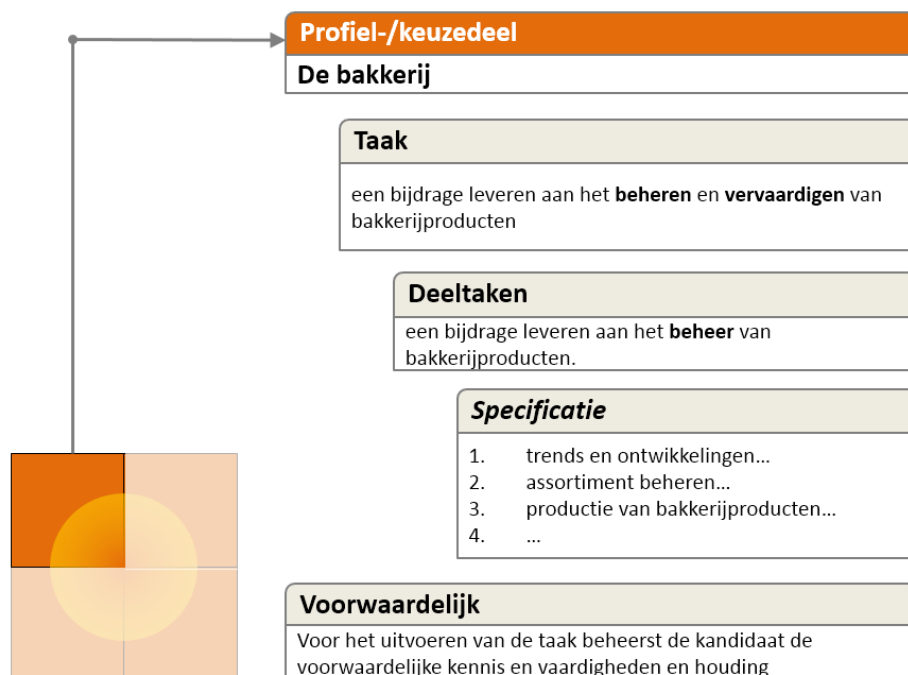 Profiel-/keuzedeel
De bakkerij
Taak
een bijdrage leveren aan het beheren en vervaardigen van
bakkerijproducten
Deeltaken
een bijdrage leveren aan het beheer van
bakkerijproducten.
Specificatie
1. trends en ontwikkelingen...
2. assortiment beheren...
3. productie van bakkerijproducten...
4. ...
Voorwaardelijk
Voor het uitvoeren van de taak beheerst de kandidaat de
voorwaardelijke kennis en vaardigheden en houding